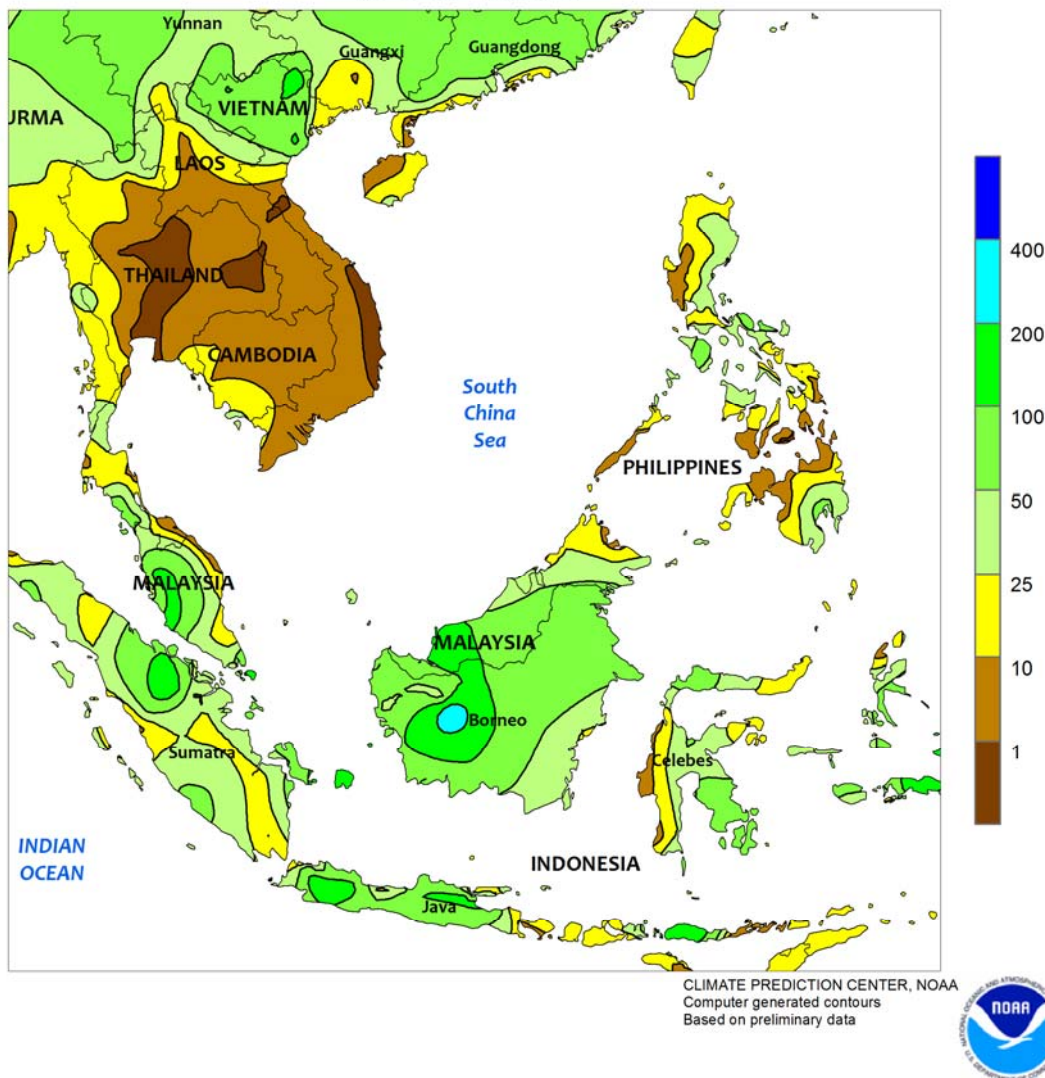 Yunnan
Guangxi
Guangdong
URMA
VIETNAM
LAOS
THAILAND
CAMBODIA
South
China
Sea
PHILIPPINES
MALAYSIA
MALAYSIA
Borneo
Sumatra
Celebes
INDIAN
OCEAN
INDONESIA
Java
400
200
100
50
25
10
1
CLIMATE PREDICTION CENTER, NOAA
Computer generated contours
Based on preliminary data
NOAA